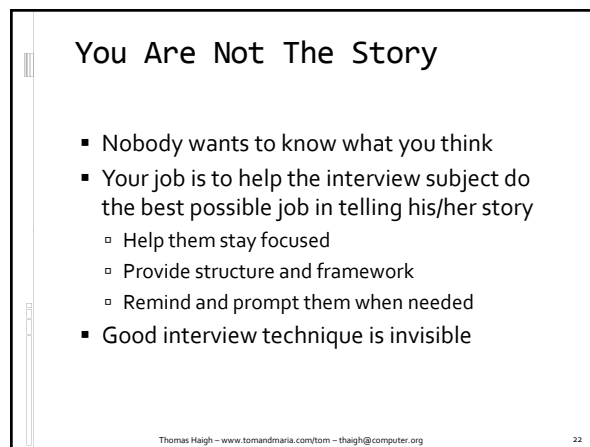 You Are Not The Story
▪ Nobody wants to know what you think
▪ Your job is to help the interview subject do
the best possible job in telling his/her story
▫ Help them stay focused
▫ Provide structure and framework
▫ Remind and prompt them when needed
▪ Good interview technique is invisible
Thomas Haigh – www.tomandmaria.com/tom – thaigh@computer.org
22